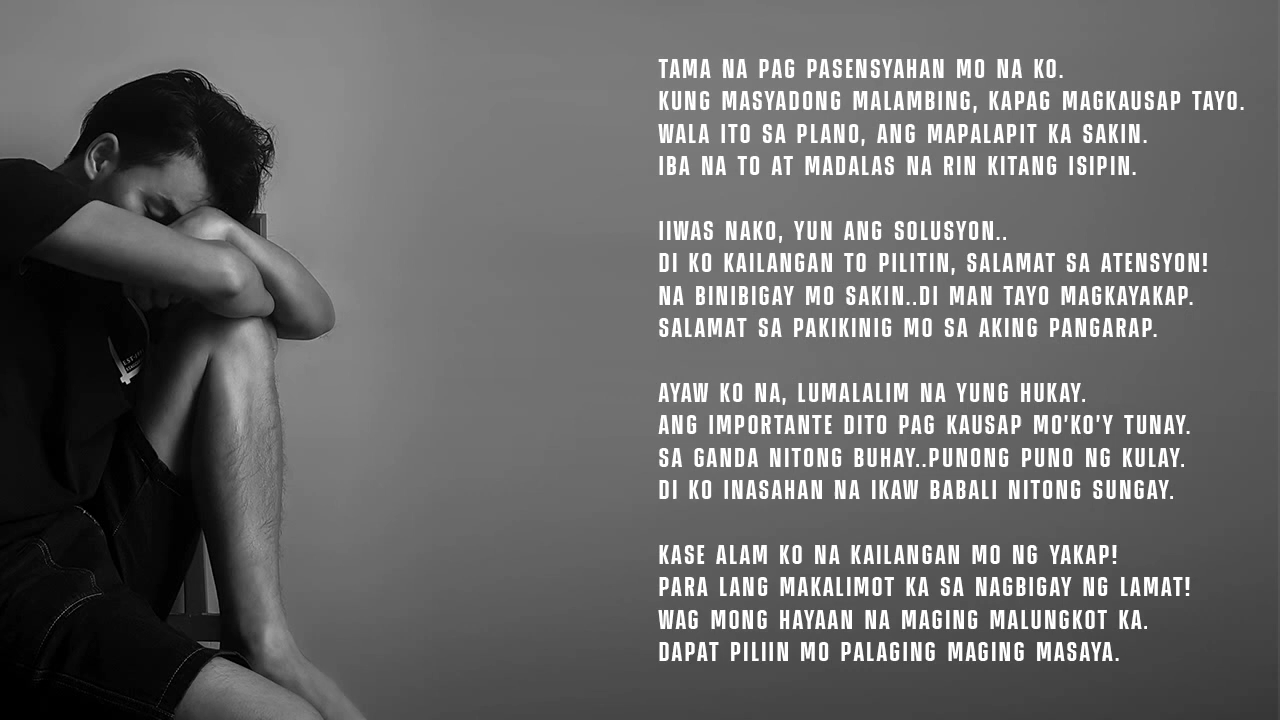 TAMA NA PAG PASENSYAHAN MO NA KO.
KUNG MASYADONG MALAMBING, KAPAG MAGKAUSAP TAYO.
WALA ITO SA PLANO, ANG MAPALAPIT KA SAKIN.
IBA NA TO AT MADALAS NA RIN KITANG ISIPIN.
IIWAS NAKO, YUN ANG SOLUSYON..
DI KO KAILANGAN TO PILITIN, SALAMAT SA ATENSYON!
NA BINIBIGAY MO SAKIN..DI MAN TAYO MAGKAYAKAP.
SALAMAT SA PAKIKINIG MO SA AKING PANGARAP.
AYAW KO NA, LUMALALIM NA YUNG HUKAY.
ANG IMPORTANTE DITO PAG KAUSAP MO'KO'Y TUNAY.
SA GANDA NITONG BUHAY..PUNONG PUNO NG KULAY.
DI KO INASAHAN NA IKAW BABALI NITONG SUNGAY.
KASE ALAM KO NA KAILANGAN MO NG YAKAP!
PARA LANG MAKALIMOT KA SA NAGBIGAY NG LAMAT!
WAG MONG HAYAAN NA MAGING MALUNGKOT KA.
DAPAT PILIIN MO PALAGING MAGING MASAYA.